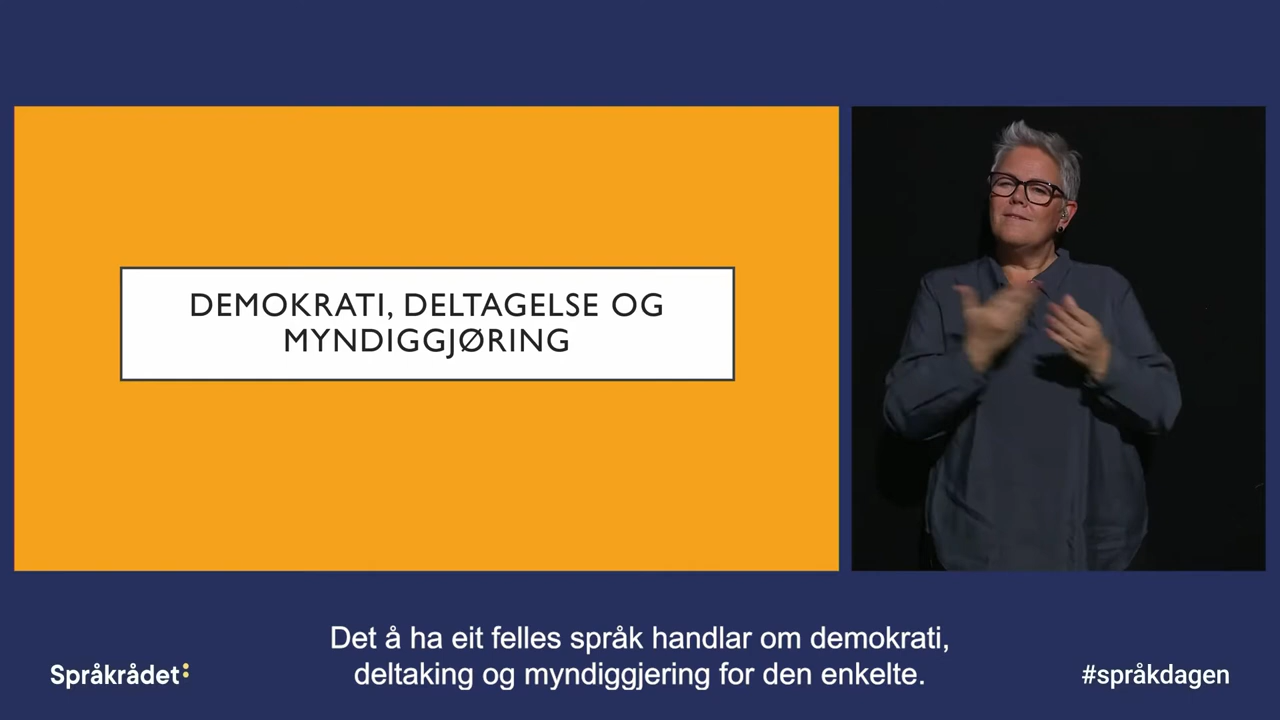 DEMOKRATI, DELTAGELSE OG
MYNDIGGJØRING
Det å ha eit felles språk handlar om demokrati,
deltaking og myndiggjering for den enkelte.
Språkrådet:
#språkdagen